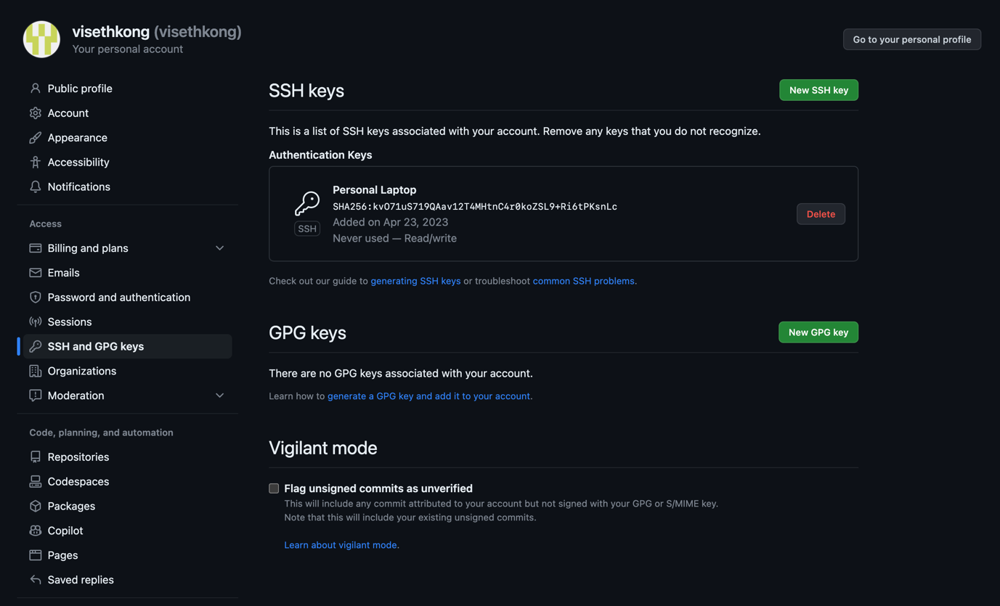 visethkong (visethkong)
Your personal account
Go to your personal profile
Public profile
Account
Appearance
Accessibility
Notifications
Access
Billing and plans
Emails
Password and authentication
Sessions
SSH and GPG keys
Organizations
Moderation
Code, planning, and automation
Repositories
Codespaces
Packages
Copilot
Pages
Saved replies
SSH keys
New SSH key
This is a list of SSH keys associated with your account. Remove any keys that you do not recognize.
Authentication Keys
SSH
Personal Laptop
SHA256:kvO71uS719QAav12T4MHtnC4r0koZSL9+Ri6tPKsnLc
Added on Apr 23, 2023
Never used — Read/write
Delete
Check out our guide to generating SSH keys or troubleshoot common SSH problems.
GPG keys
New GPG key
There are no GPG keys associated with your account.
Learn how to generate a GPG key and add it to your account.
Vigilant mode
Flag unsigned commits as unverified
This will include any commit attributed to your account but not signed with your GPG or S/MIME key.
Note that this will include your existing unsigned commits.
Learn about vigilant mode.